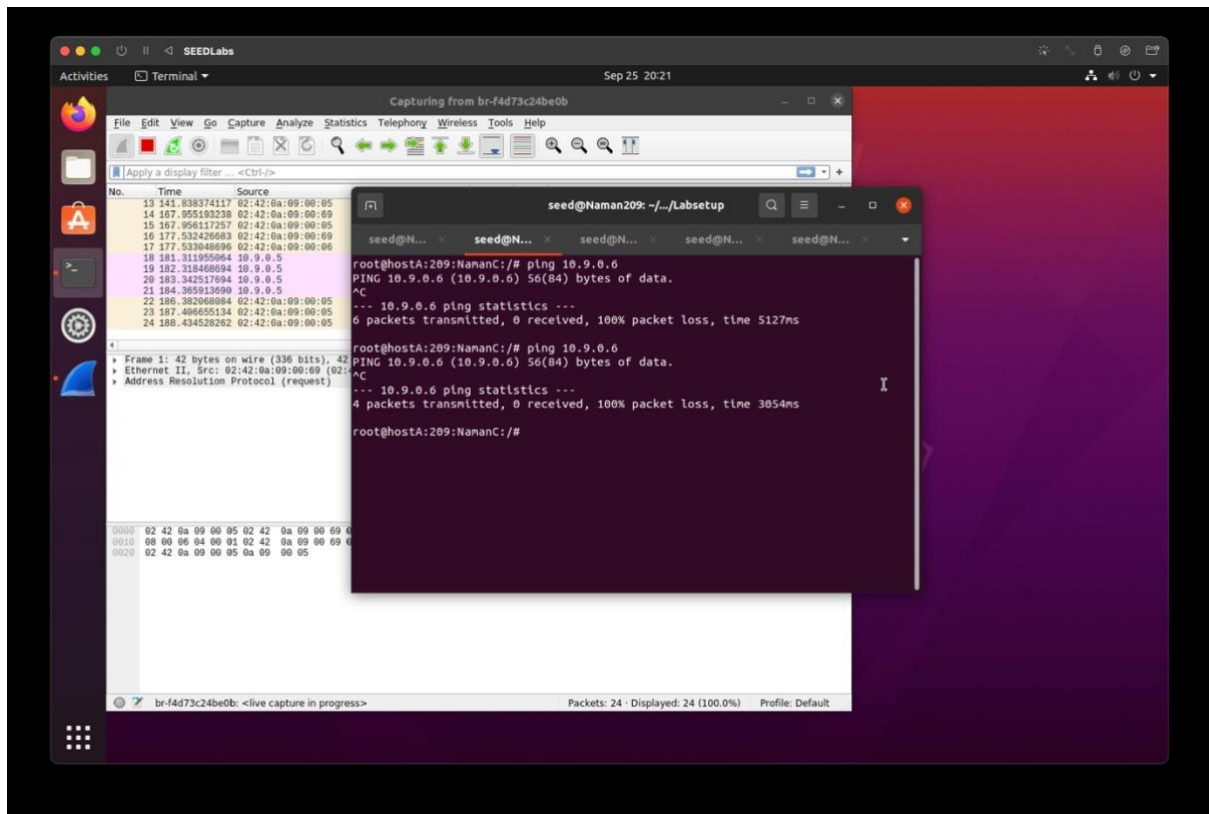 SEEDLabs
Activities Terminal Sep 25 20:21
Capturing from br-f4d73c24be0b
File Edit View Go Capture Analyze Statistics Telephony Wireless Tools Help
Apply a display filter ... <Ctrl-/>
No. Time Source
13 141.838374117 02:42:0a:09:00:05
14 167.955193238 02:42:0a:09:00:69
15 167.956117257 02:42:0a:09:00:05
16 177.532426683 02:42:0a:09:00:69
17 177.533048696 02:42:0a:09:00:06
18 181.311955064 10.9.0.5
19 182.318468694 10.9.0.5
20 183.342517694 10.9.0.5
21 184.365913690 10.9.0.5
22 186.382068084 02:42:0a:09:00:05
23 187.406655134 02:42:0a:09:00:05
24 188.434528262 02:42:0a:09:00:05
Frame 1: 42 bytes on wire (336 bits), 42
Ethernet II, Src: 02:42:0a:09:00:69 (02:4
Address Resolution Protocol (request)
0000 02 42 0a 09 00 05 02 42 0a 09 00 69
0010 08 00 06 04 00 01 02 42 0a 09 00 69
0020 02 42 0a 09 00 05 0a 09 00 05
br-f4d73c24be0b: <live capture in progress> Packets: 24 · Displayed: 24 (100.0%) Profile: Default
seed@Naman209: ~/.../Labsetup
seed@N... seed@N... seed@N... seed@N... seed@N...
root@hostA:209:NamanC:/# ping 10.9.0.6
PING 10.9.0.6 (10.9.0.6) 56(84) bytes of data.
^C
--- 10.9.0.6 ping statistics ---
6 packets transmitted, 0 received, 100% packet loss, time 5127ms
root@hostA:209:NamanC:/# ping 10.9.0.6
PING 10.9.0.6 (10.9.0.6) 56(84) bytes of data.
^C
--- 10.9.0.6 ping statistics ---
4 packets transmitted, 0 received, 100% packet loss, time 3054ms
root@hostA:209:NamanC:/#